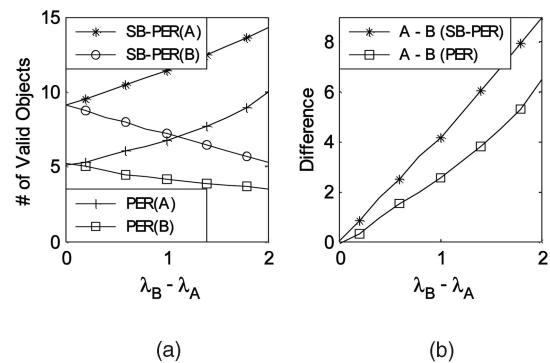 15
10
5
0
# of Valid Objects
SB-PER(A)
SB-PER(B)
PER(A)
PER(B)
0 1 2
λB - λA
(a)
8
6
4
2
0
Difference
A - B (SB-PER)
A - B (PER)
0 1 2
λB - λA
(b)